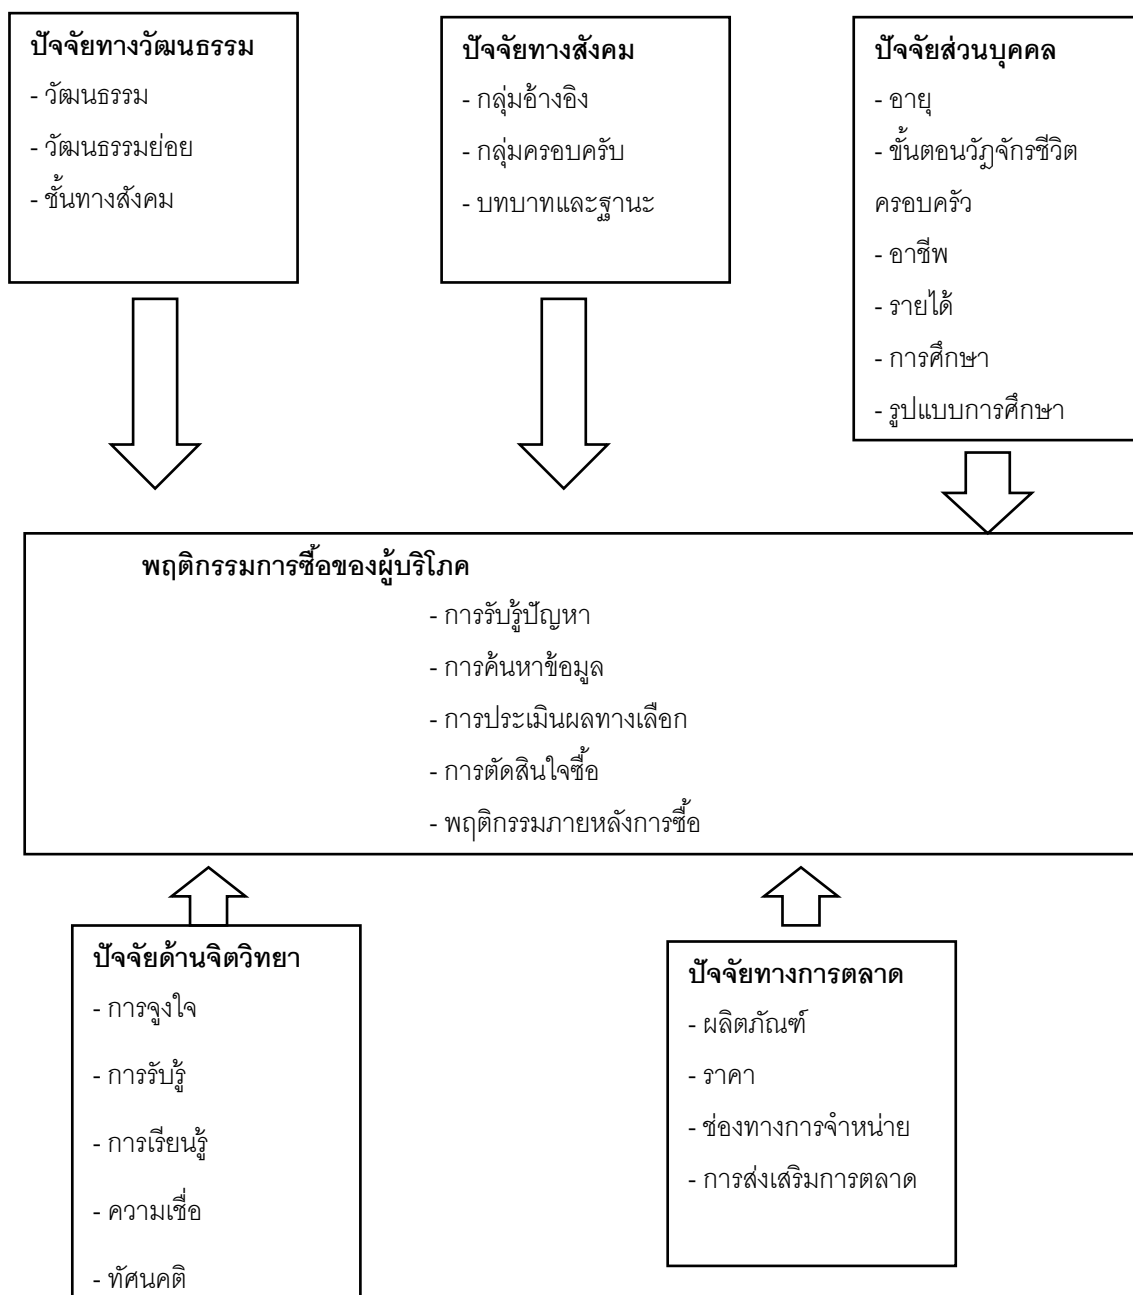 ปัจจัยทางวัฒนธรรม
- วัฒนธรรม
- วัฒนธรรมย่อย
- ชั้นทางสังคม
ปัจจัยทางสังคม
- กลุ่มอ้างอิง
- กลุ่มครอบครับ
- บทบาทและฐานะ
ปัจจัยส่วนบุคคล
- อายุ
- ขั้นตอนวัฏจักรชีวิต
ครอบครัว
- อาชีพ
- รายได้
- การศึกษา
- รูปแบบการศึกษา
พฤติกรรมการซื้อของผู้บริโภค
- การรับรู้ปัญหา
- การค้นหาข้อมูล
- การประเมินผลทางเลือก
- การตัดสินใจซื้อ
- พฤติกรรมภายหลังการซื้อ
ปัจจัยด้านจิตวิทยา
- การจูงใจ
- การรับรู้
- การเรียนรู้
- ความเชื่อ
- ทัศนคติ
ปัจจัยทางการตลาด
- ผลิตภัณฑ์
- ราคา
- ช่องทางการจำหน่าย
- การส่งเสริมการตลาด